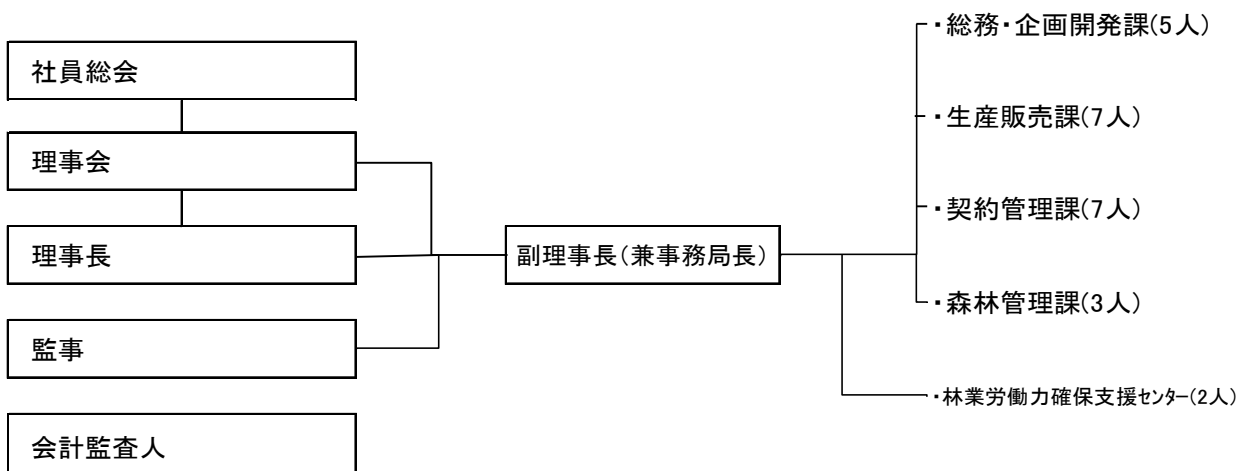 社員総会
理事会
理事長
監事
会計監査人
副理事長(兼事務局長)
・総務・企画開発課(5人)
・生産販売課(7人)
・契約管理課(7人)
・森林管理課(3人)
・林業労働力確保支援センター(2人)